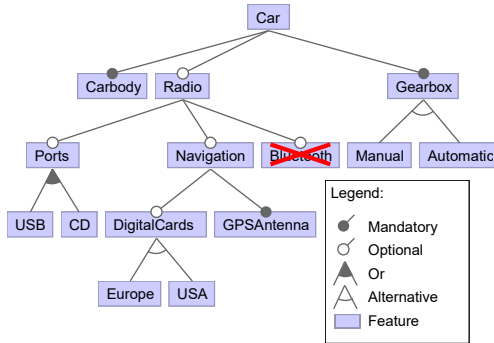 Car
Carbody Radio Gearbox
Ports Navigation Bluetooth Manual Automatic
USB CD DigitalCards GPSAntenna
Europe USA
Legend:
Mandatory
Optional
Or
Alternative
Feature